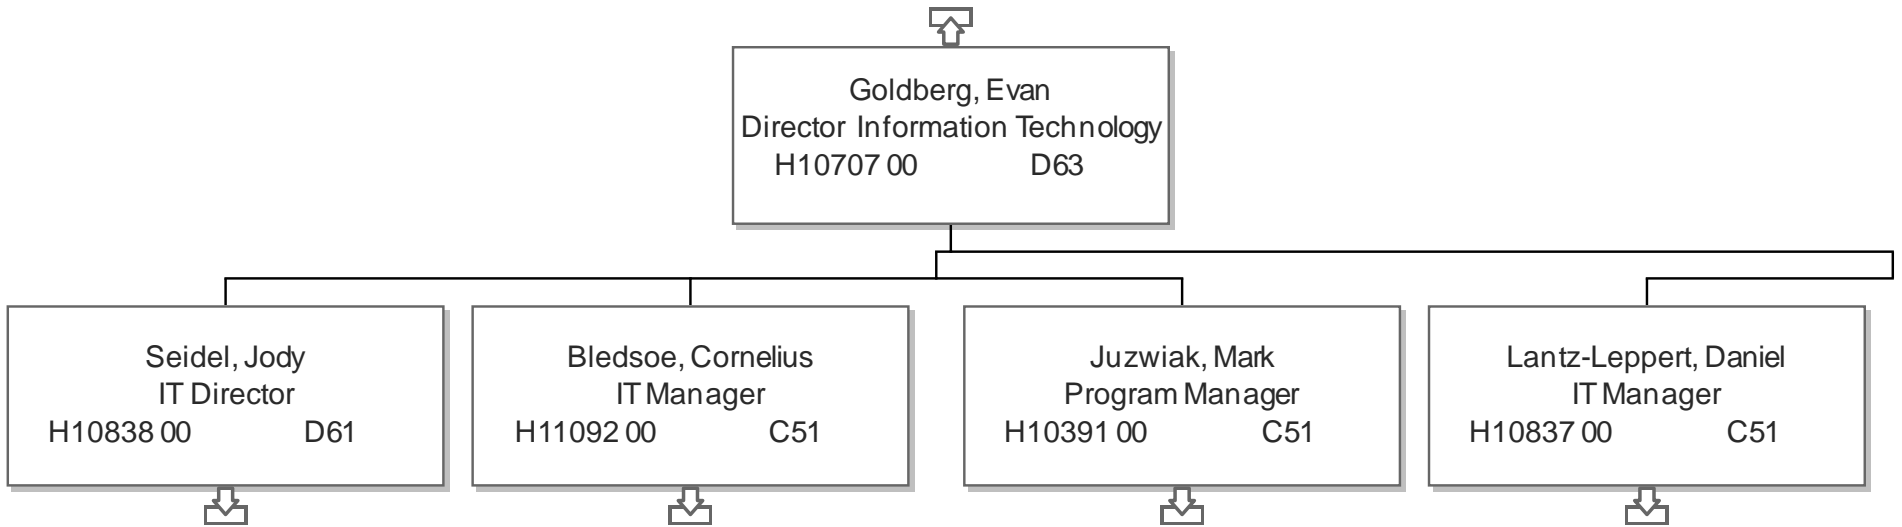 Goldberg, Evan
Director Information Technology
H10707 00 D63
Seidel, Jody
IT Director
H10838 00 D61
Bledsoe, Cornelius
IT Manager
H11092 00 C51
Juzwiak, Mark
Program Manager
H10391 00 C51
Lantz-Leppert, Daniel
IT Manager
H10837 00 C51